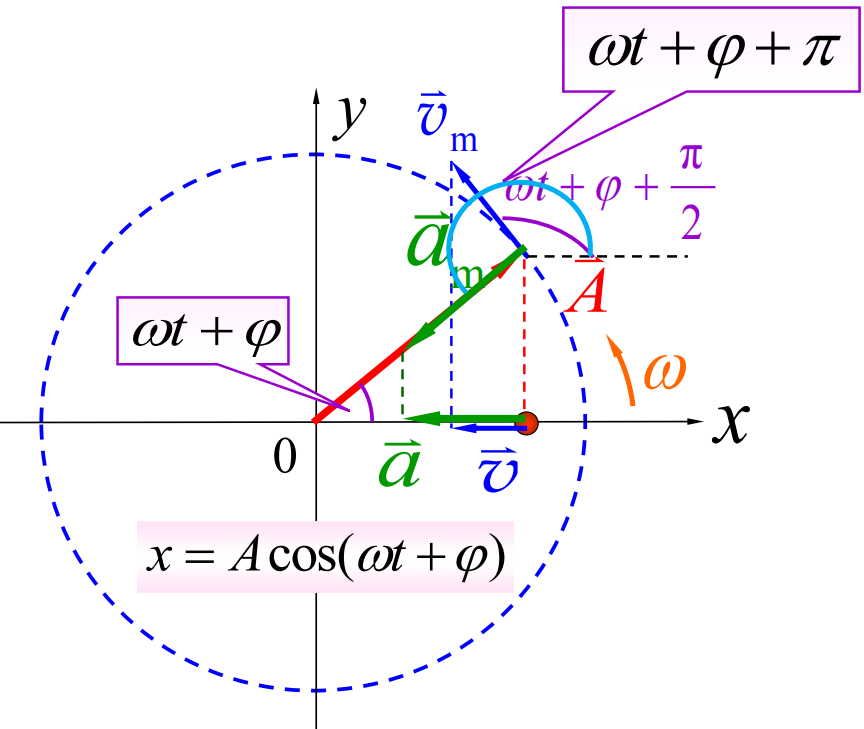 ωt + φ + π
y
v⃗ₘ
ωt + φ + π/2
a⃗ₘ
A⃗
ωt + φ
ω
x
0
a⃗
v⃗
x = A cos(ωt + φ)